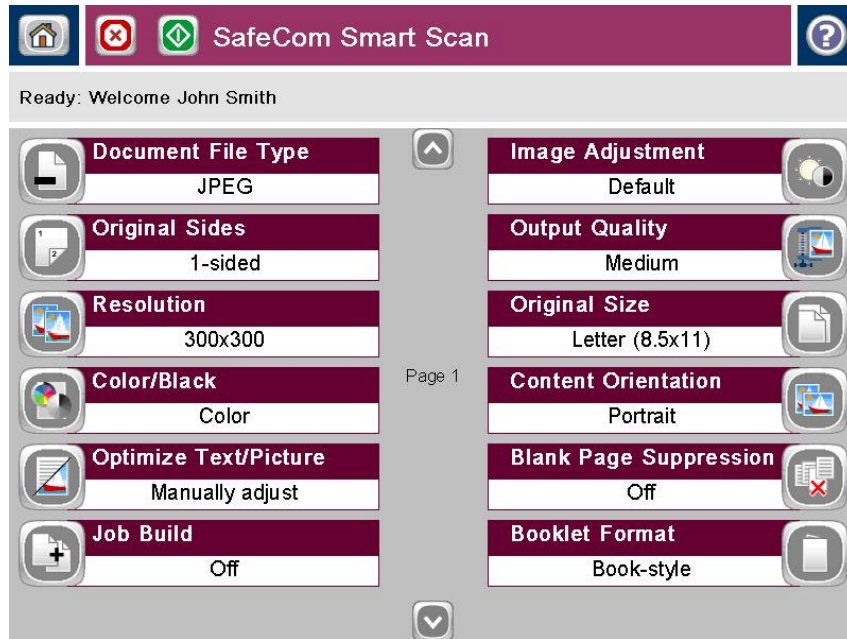 SafeCom Smart Scan
Ready: Welcome John Smith
Document File Type
JPEG
Original Sides
1-sided
Resolution
300x300
Color/Black
Color
Optimize Text/Picture
Manually adjust
Job Build
Off
Page 1
Image Adjustment
Default
Output Quality
Medium
Original Size
Letter (8.5x11)
Content Orientation
Portrait
Blank Page Suppression
Off
Booklet Format
Book-style